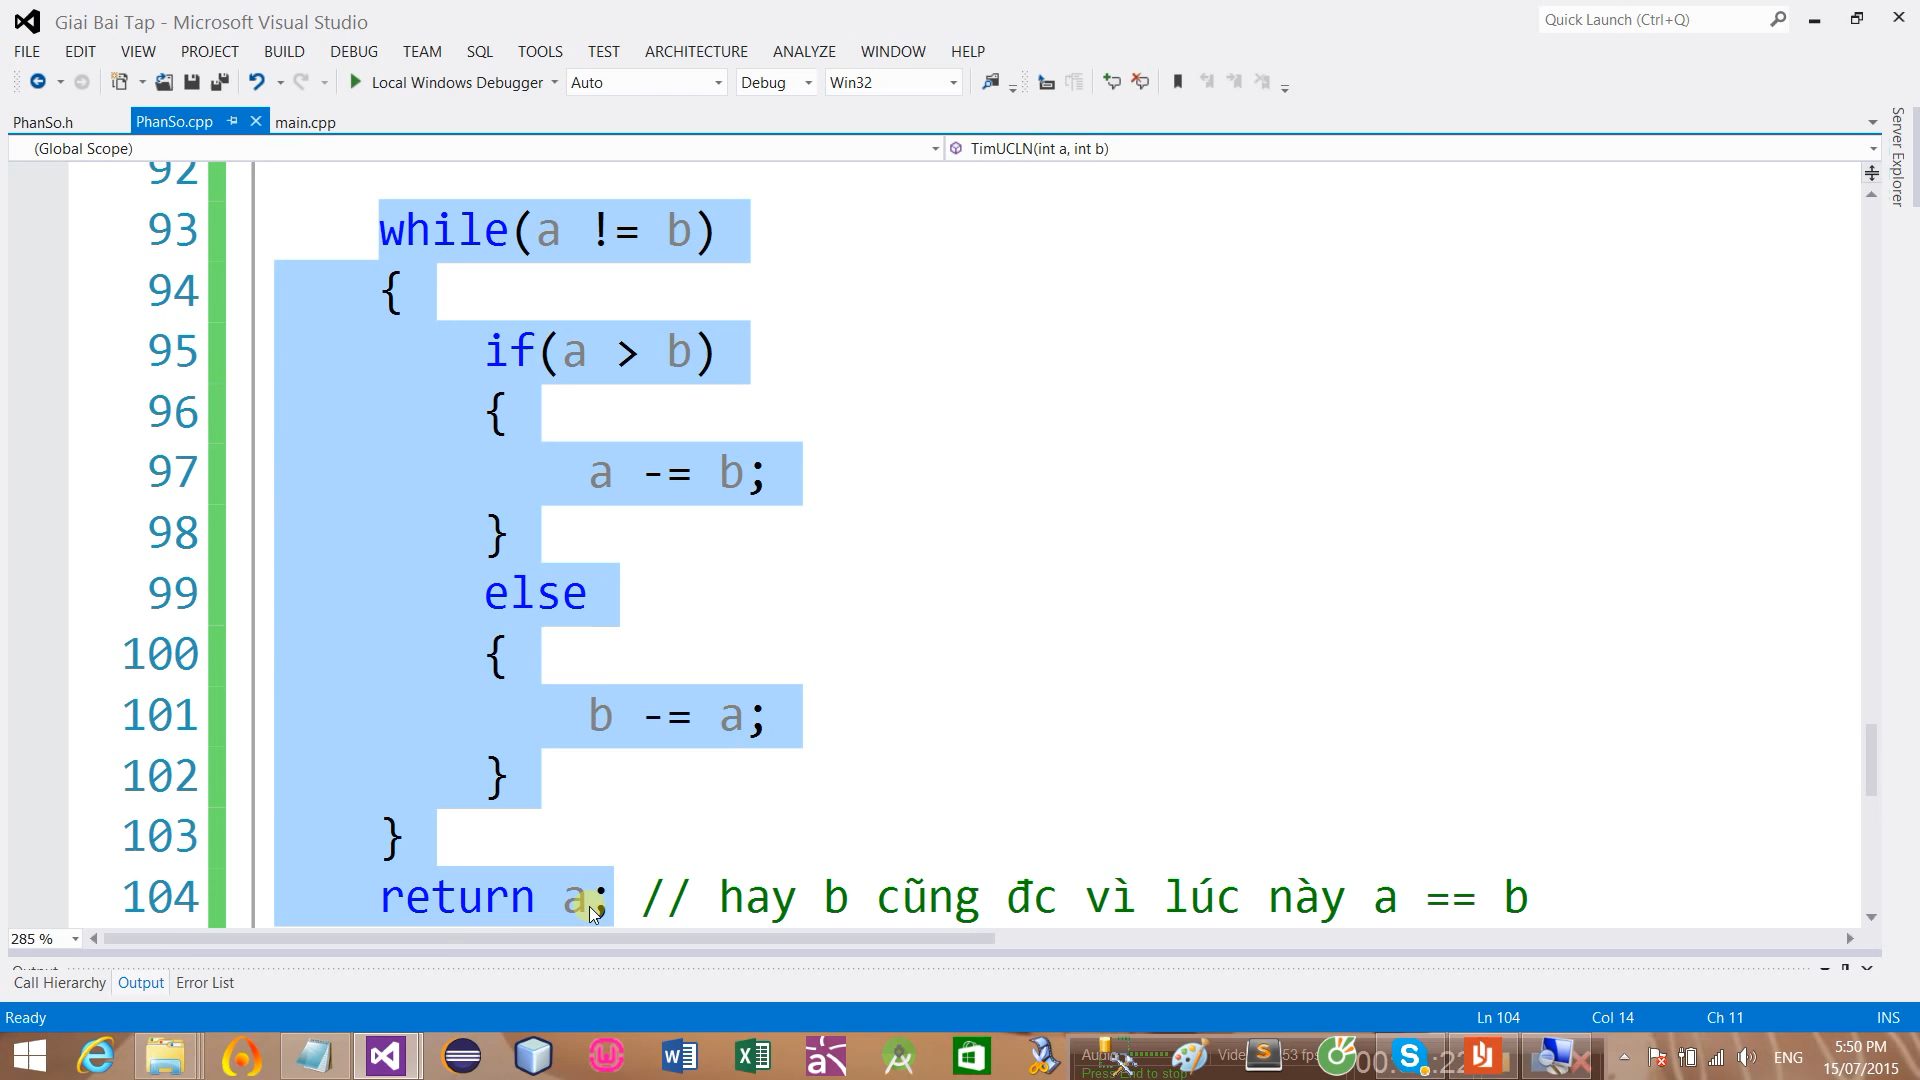 Giai Bai Tap - Microsoft Visual Studio
Quick Launch (Ctrl+Q)
FILE EDIT VIEW PROJECT BUILD DEBUG TEAM SQL TOOLS TEST ARCHITECTURE ANALYZE WINDOW HELP
Local Windows Debugger Auto Debug Win32
PhanSo.h PhanSo.cpp main.cpp
(Global Scope) TimUCLN(int a, int b)
Server Explorer
92
93 while(a != b)
94 {
95 if(a > b)
96 {
97 a -= b;
98 }
99 else
100 {
101 b -= a;
102 }
103 }
104 return a; // hay b cũng đc vì lúc này a == b
285 %
Call Hierarchy Output Error List
Ready Ln 104 Col 14 Ch 11 INS
5:50 PM
ENG
15/07/2015